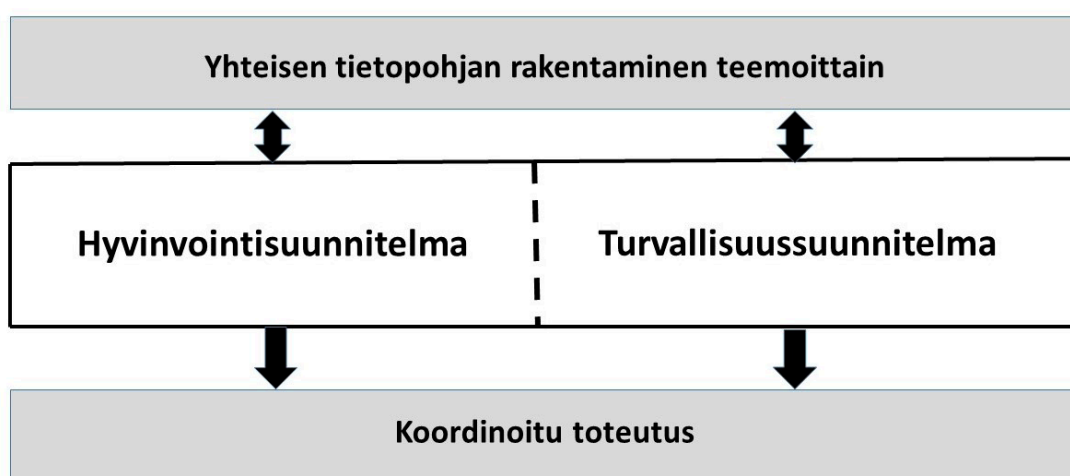 Yhteisen tietopohjan rakentaminen teemoittain
Hyvinvointisuunnitelma
Turvallisuussuunnitelma
Koordinoitu toteutus